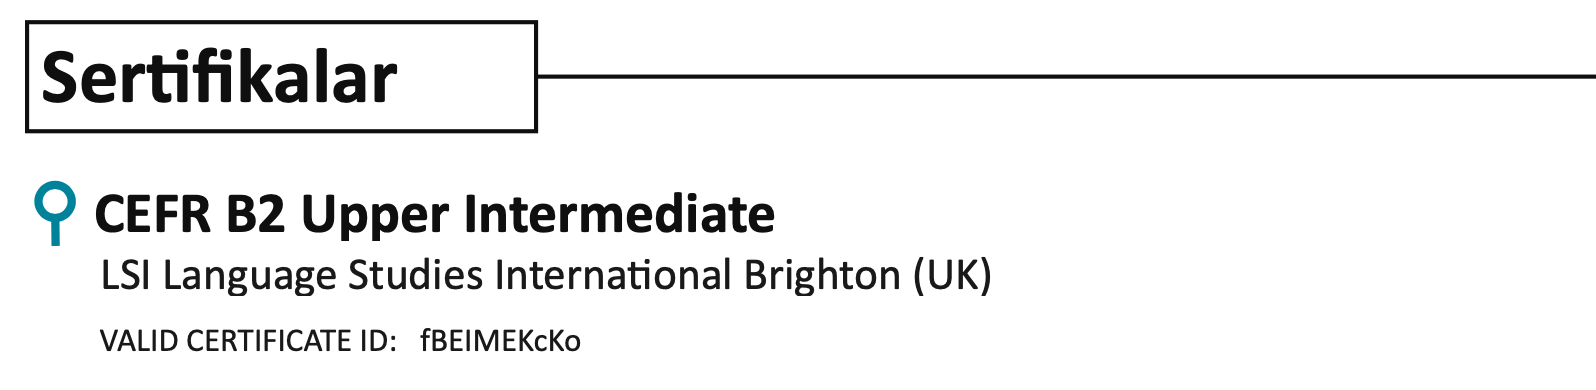 Sertifikalar
CEFR B2 Upper Intermediate
LSI Language Studies International Brighton (UK)
VALID CERTIFICATE ID: fBEIMEKcKo